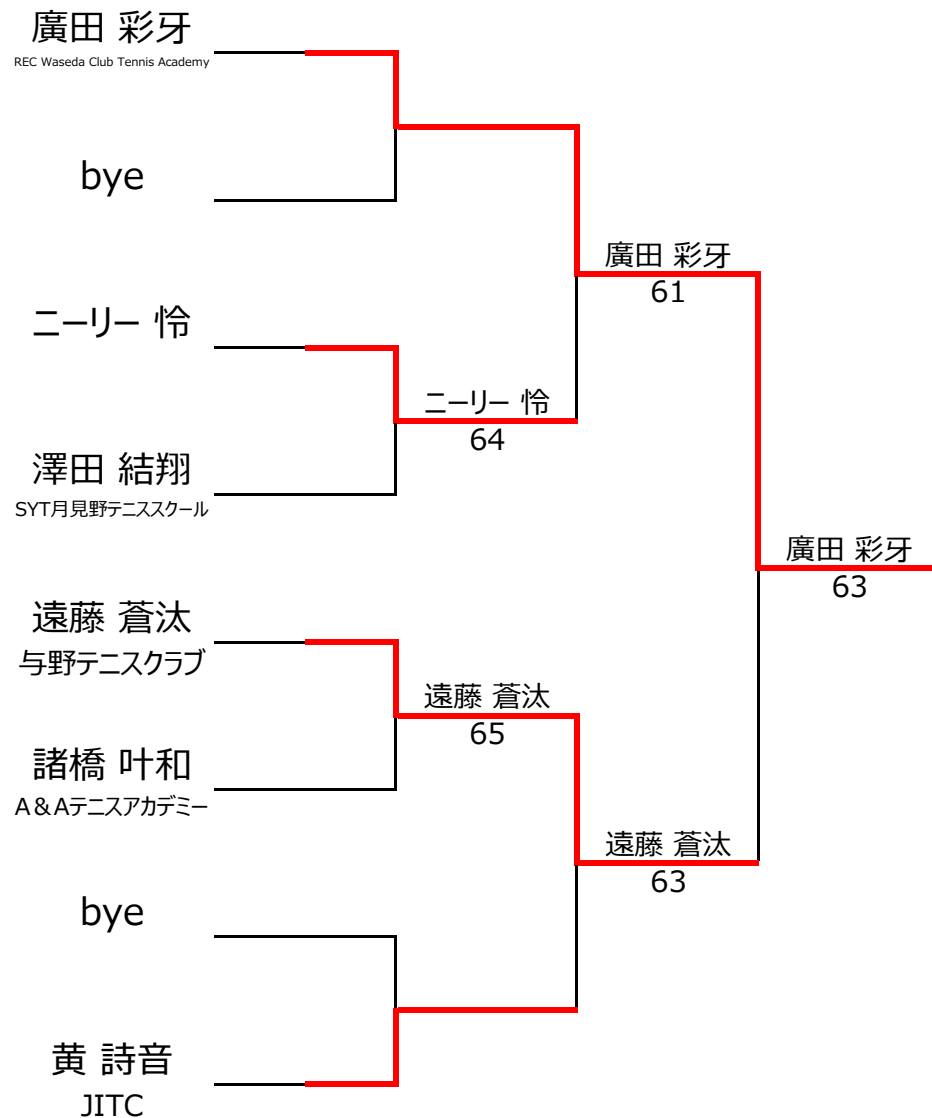 廣田 彩牙
REC Waseda Club Tennis Academy
bye
ニーリー 怜
澤田 結翔
SYT月見野テニススクール
遠藤 蒼汰
与野テニスクラブ
諸橋 叶和
A＆Aテニスアカデミー
bye
黄 詩音
JITC
ニーリー 怜
64
遠藤 蒼汰
65
廣田 彩牙
61
遠藤 蒼汰
63
廣田 彩牙
63